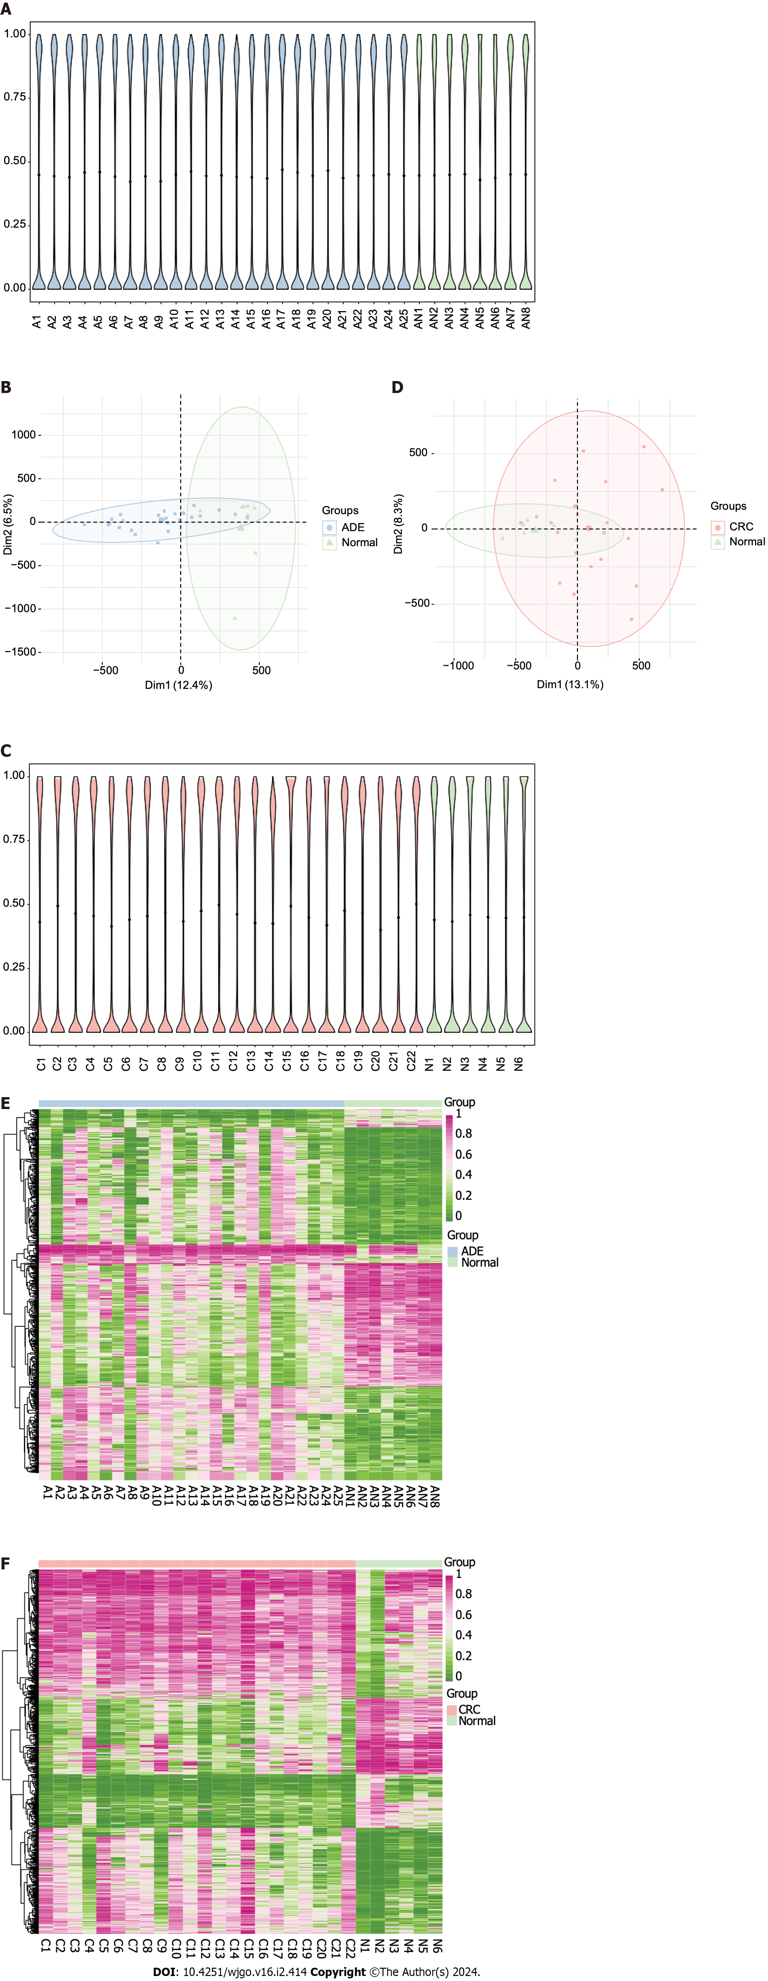 A
1.00
0.75
0.50
0.25
0.00
A1 A2 A3 A4 A5 A6 A7 A8 A9 A10 A11 A12 A13 A14 A15 A16 A17 A18 A19 A20 A21 A22 A23 A24 A25 AN1 AN2 AN3 AN4 AN5 AN6 AN7 AN8
B
1000
500
0
−500
−1000
−1500
Dim2 (6.5%)
−500 0 500
Dim1 (12.4%)
Groups
ADE
Normal
D
500
0
−500
Dim2 (8.3%)
−1000 −500 0 500
Dim1 (13.1%)
Groups
CRC
Normal
C
1.00
0.75
0.50
0.25
0.00
C1 C2 C3 C4 C5 C6 C7 C8 C9 C10 C11 C12 C13 C14 C15 C16 C17 C18 C19 C20 C21 C22 N1 N2 N3 N4 N5 N6
E
Group
1
0.8
0.6
0.4
0.2
0
Group
ADE
Normal
A1 A2 A3 A4 A5 A6 A7 A8 A9 A10 A11 A12 A13 A14 A15 A16 A17 A18 A19 A20 A21 A22 A23 A24 A25 AN1 AN2 AN3 AN4 AN5 AN6 AN7 AN8
F
Group
1
0.8
0.6
0.4
0.2
0
Group
CRC
Normal
C1 C2 C3 C4 C5 C6 C7 C8 C9 C10 C11 C12 C13 C14 C15 C16 C17 C18 C19 C20 C21 C22 N1 N2 N3 N4 N5 N6
DOI: 10.4251/wjgo.v16.i2.414 Copyright ©The Author(s) 2024.